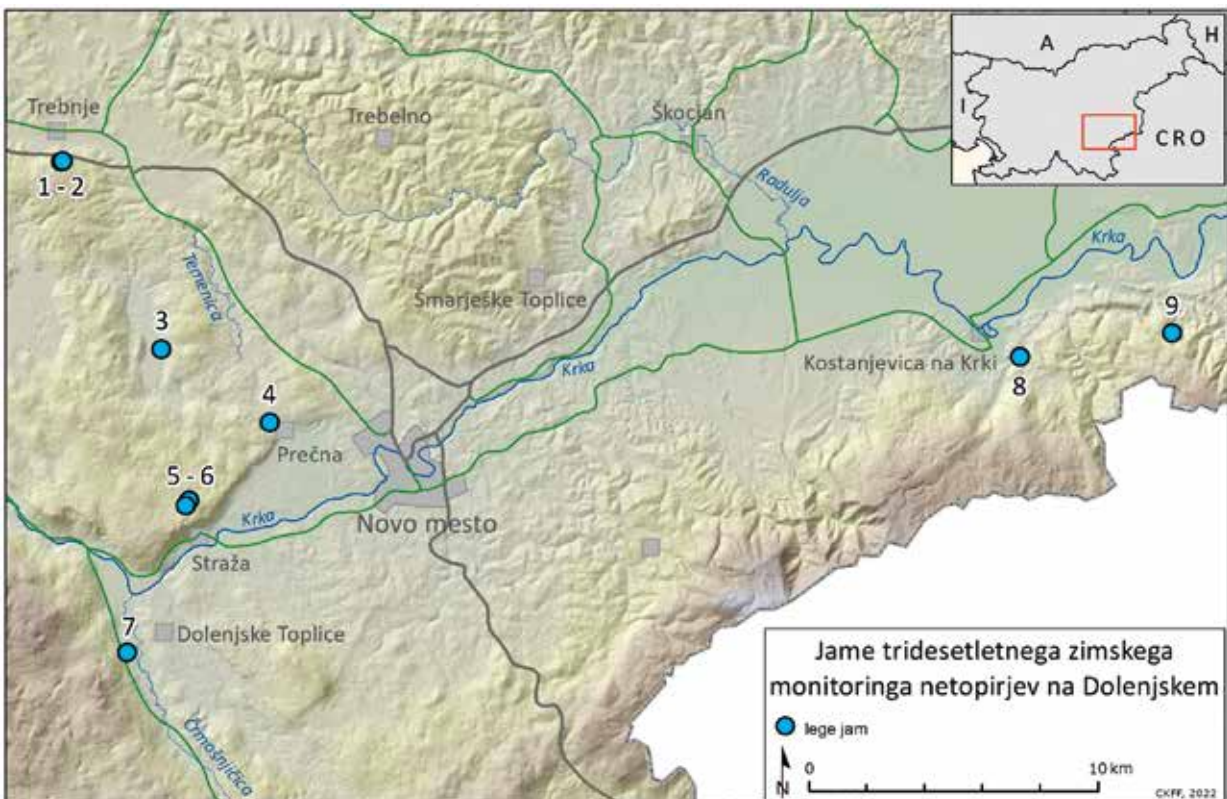 A
H
I
CRO
Trebnje
Trebelno
Škocjan
1 - 2
Radulja
Krka
Temenica
Šmarješke Toplice
3
9
Krka
Kostanjevica na Krki
8
4
Prečna
5 - 6
Krka
Novo mesto
Straža
7
Dolenjske Toplice
Črmošnjičica
Jame tridesetletnega zimskega
monitoringa netopirjev na Dolenjskem
lege jam
N
0 10 km
CKFF, 2022